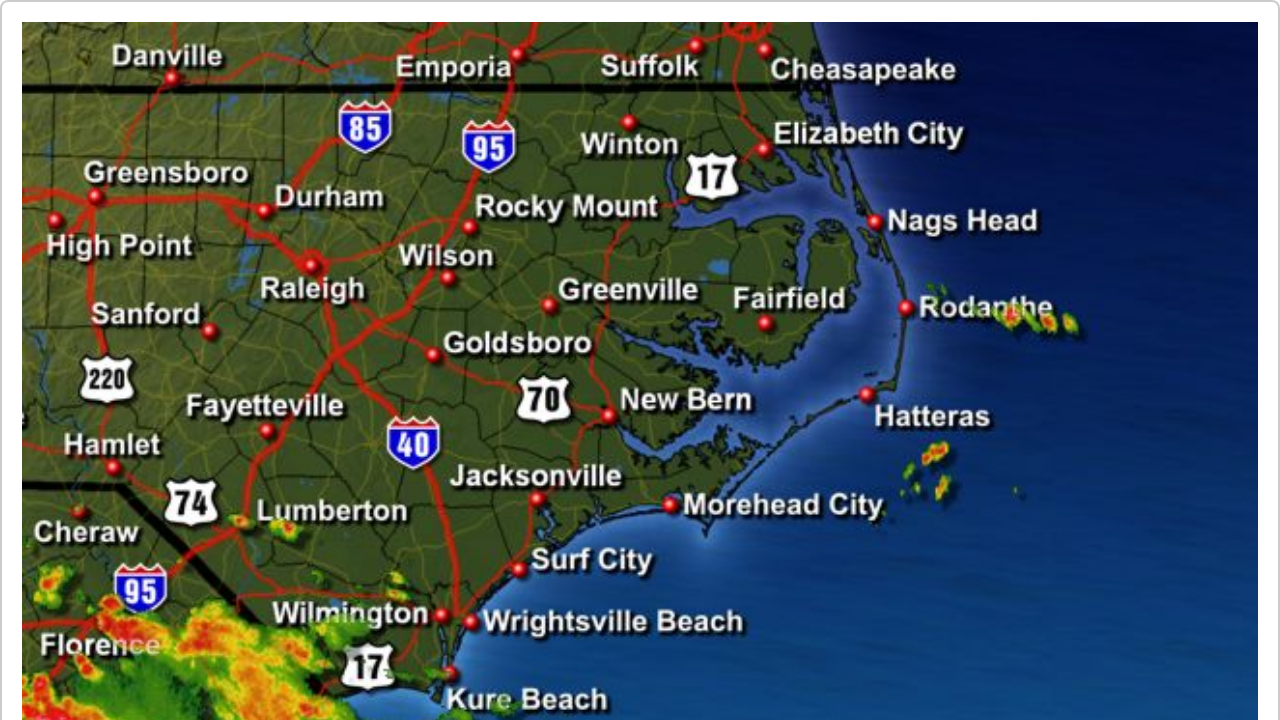 Danville
Emporia
Suffolk
Cheasapeake
85
95
Winton
Elizabeth City
17
Greensboro
Durham
Rocky Mount
Nags Head
High Point
Wilson
Raleigh
Greenville
Fairfield
Rodanthe
Sanford
Goldsboro
220
70
New Bern
Fayetteville
Hatteras
40
Hamlet
Jacksonville
74
Lumberton
Morehead City
Cheraw
Surf City
95
Wilmington
Wrightsville Beach
Florence
17
Kure Beach